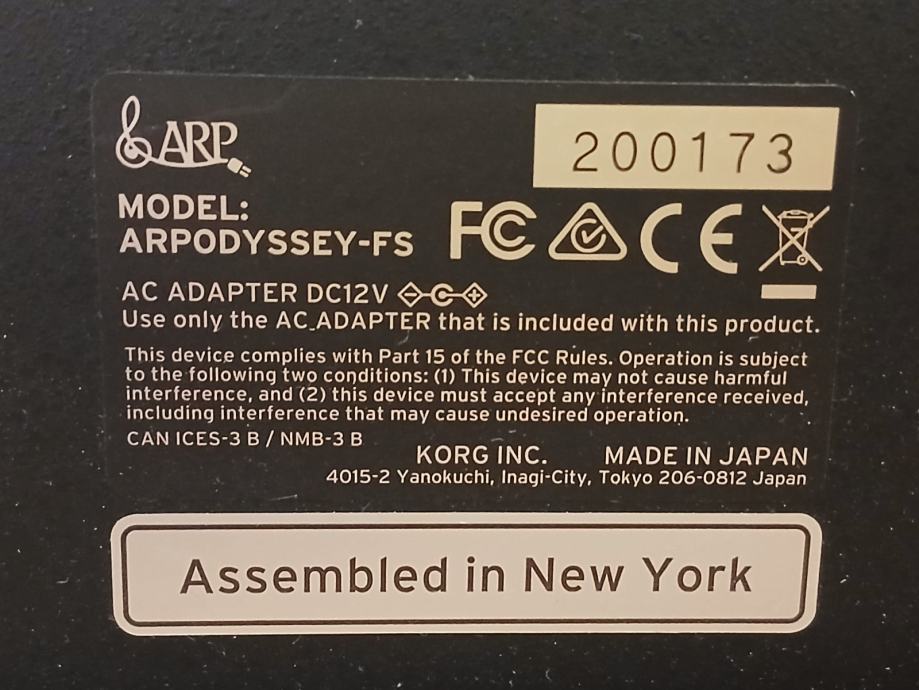 ARP
200173
MODEL:
ARPODYSSEY-FS
FC CE
AC ADAPTER DC12V
Use only the AC ADAPTER that is included with this product.
This device complies with Part 15 of the FCC Rules. Operation is subject
to the following two conditions: (1) This device may not cause harmful
interference, and (2) this device must accept any interference received,
including interference that may cause undesired operation.
CAN ICES-3 B / NMB-3 B
KORG INC. MADE IN JAPAN
4015-2 Yanokuchi, Inagi-City, Tokyo 206-0812 Japan
Assembled in New York